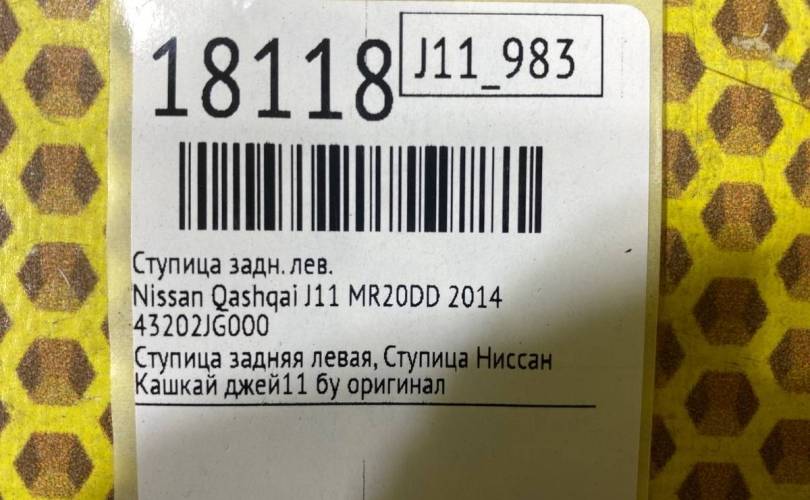 18118
J11_983
Ступица задн. лев.
Nissan Qashqai J11 MR20DD 2014
43202JG000
Ступица задняя левая, Ступица Ниссан
Кашкай джей11 бу оригинал